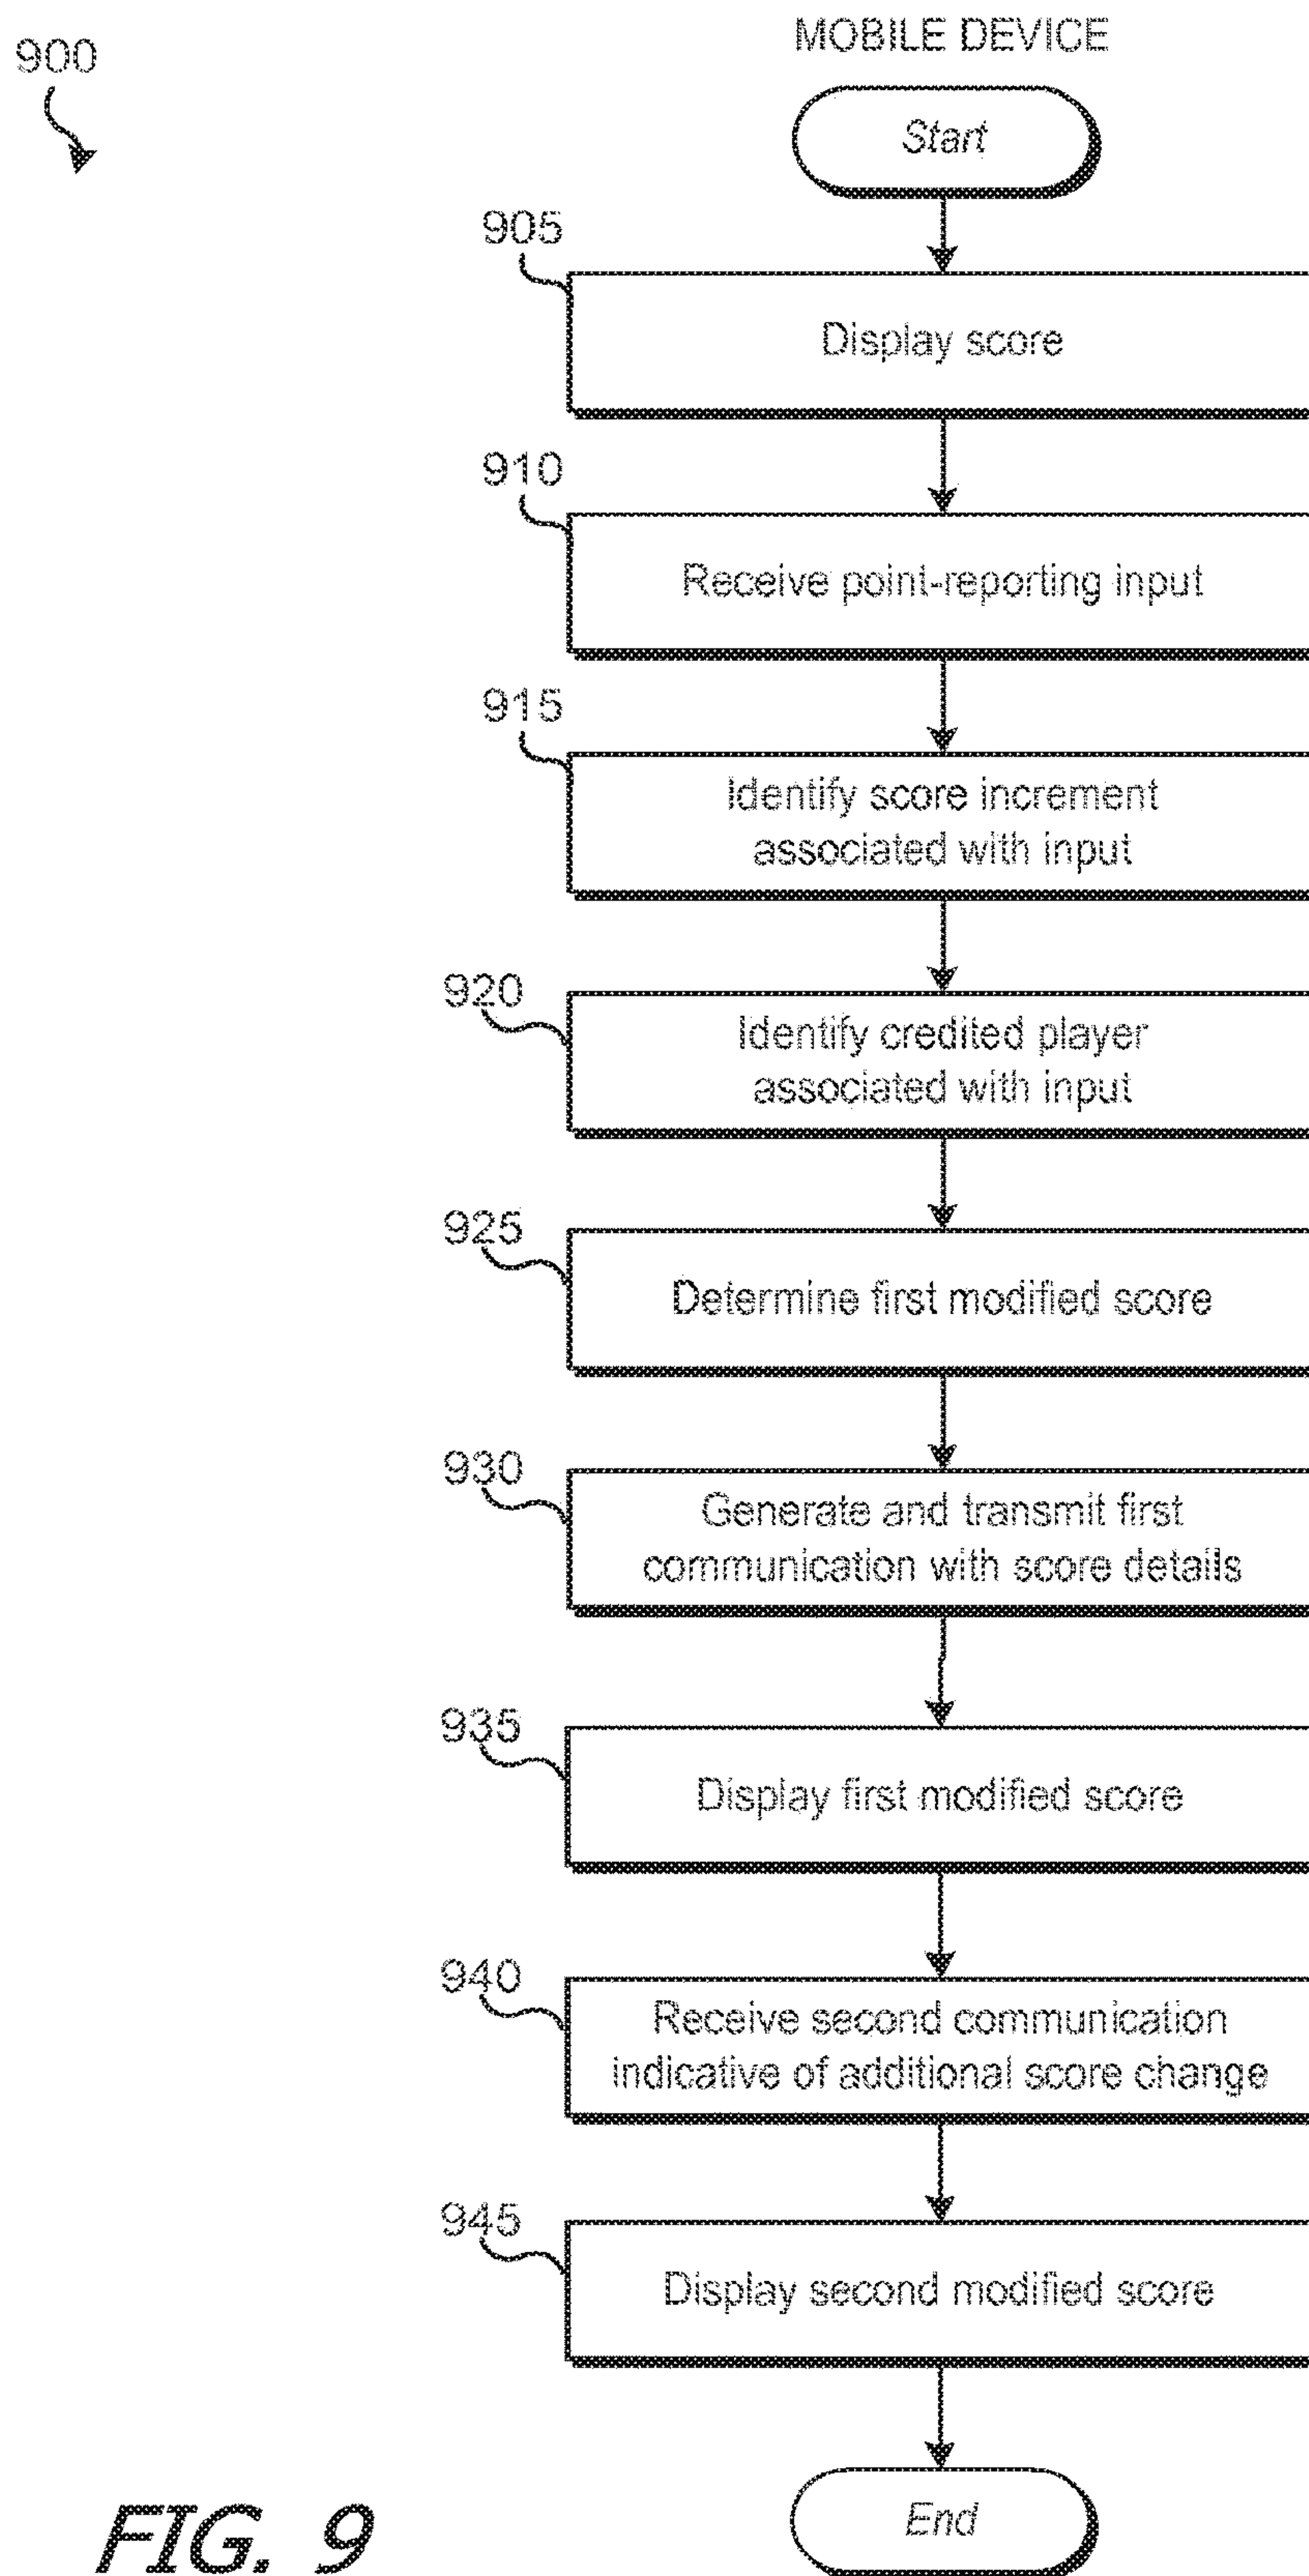 MOBILE DEVICE
900
Start
905
Display score
910
Receive point-reporting input
915
Identify score increment
associated with input
920
Identify credited player
associated with input
925
Determine first modified score
930
Generate and transmit first
communication with score details
935
Display first modified score
940
Receive second communication
indicative of additional score change
945
Display second modified score
End
FIG. 9